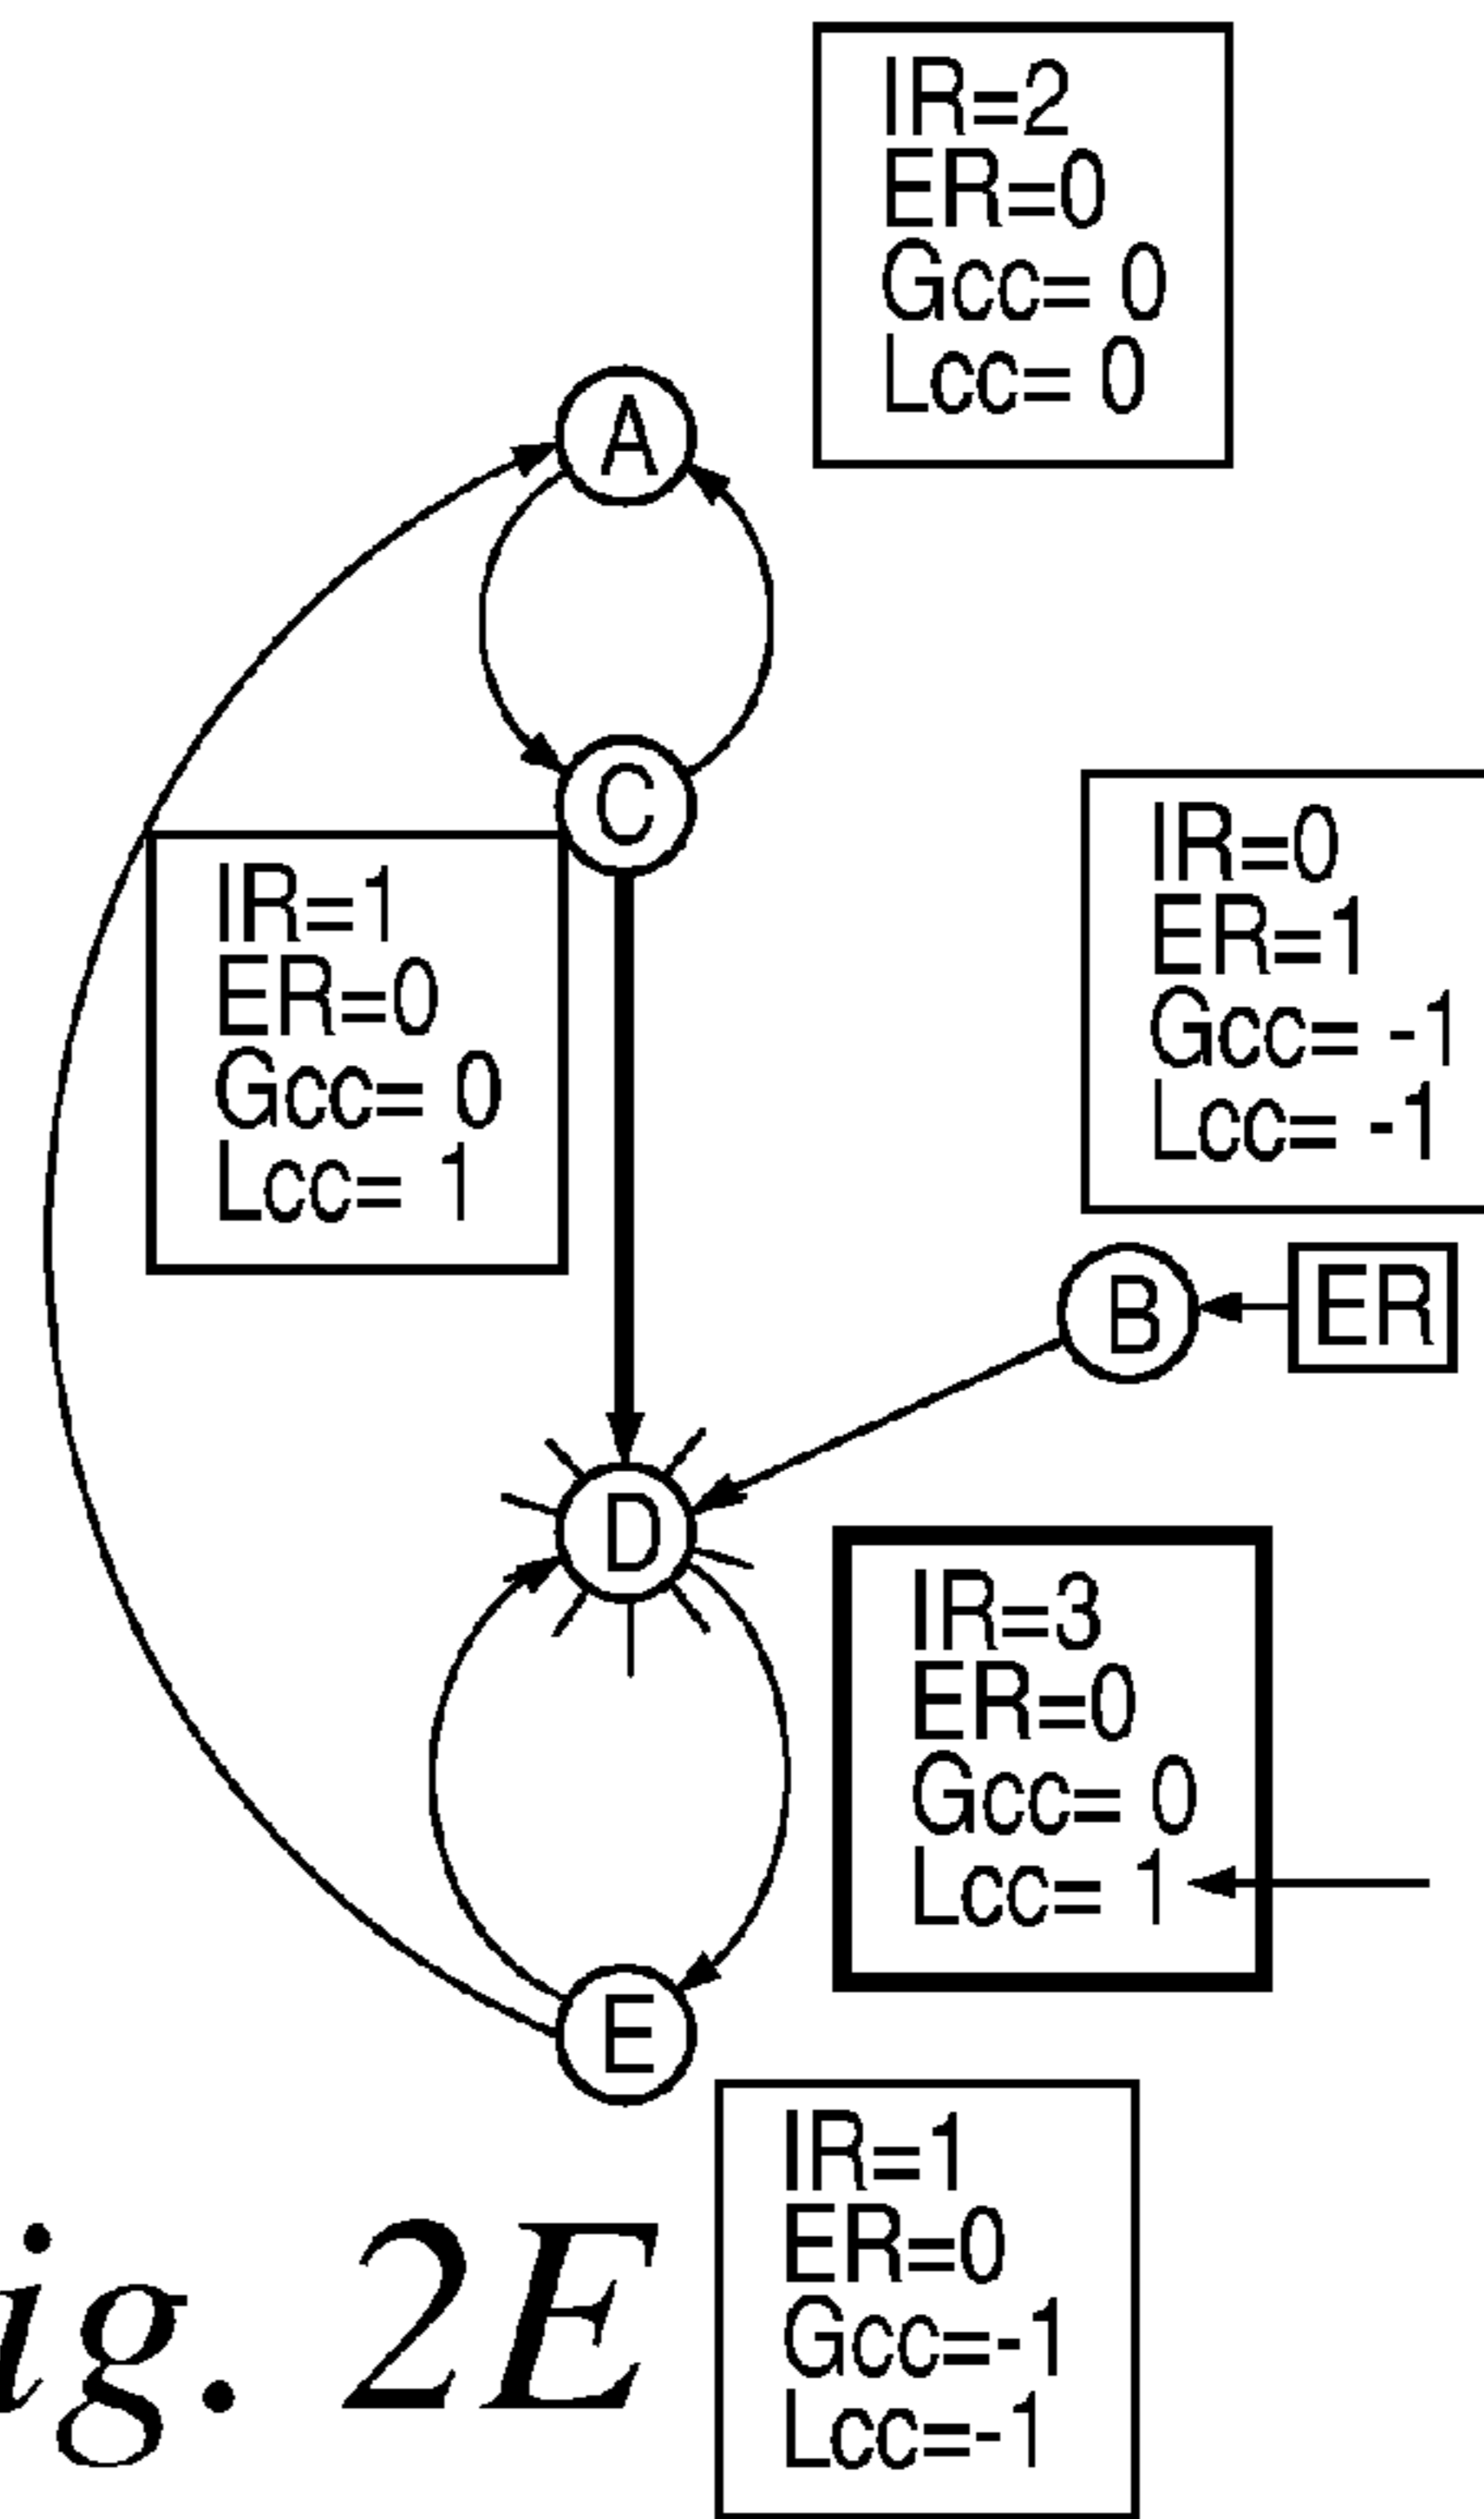 IR=2
ER=0
Gcc= 0
Lcc= 0
A
C
IR=0
ER=1
Gcc= -1
Lcc= -1
IR=1
ER=0
Gcc= 0
Lcc= 1
B
ER
D
IR=3
ER=0
Gcc= 0
Lcc= 1
E
IR=1
ER=0
Gcc=-1
Lcc=-1
ig. 2E